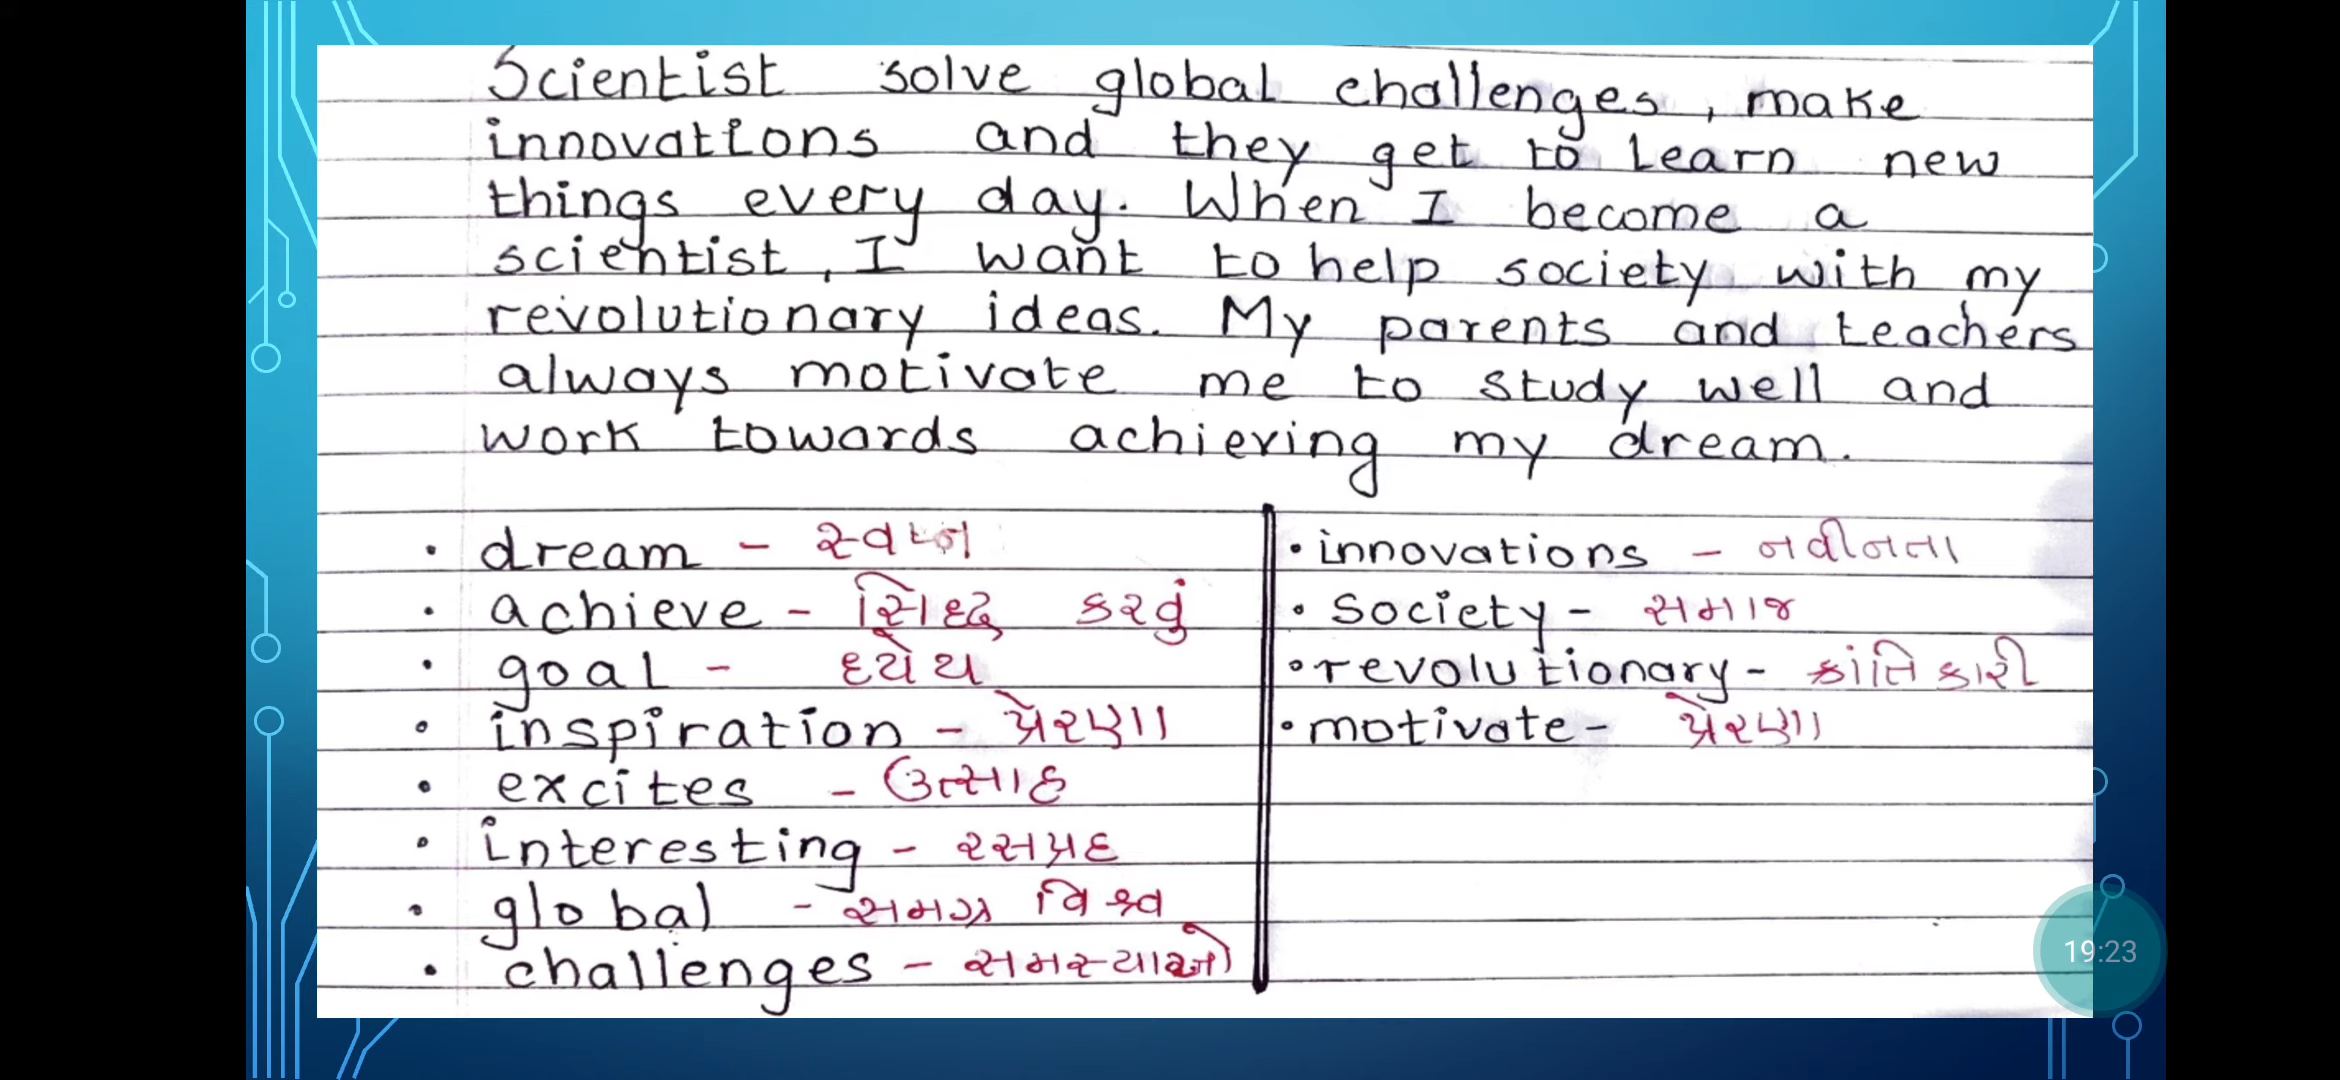 Scientist solve global challenges, make
innovations and they get to learn new
things every day. When I become a
scientist, I want to help society with my
revolutionary ideas. My parents and teachers
always motivate me to study well and
work towards achieving my dream.
• dream - સ્વપ્ન
• achieve - સિદ્ધ કરવું
• goal - ધ્યેય
• inspiration - પ્રેરણા
• excites - ઉત્સાહ
• interesting - રસપ્રદ
• global - સમગ્ર વિશ્વ
• challenges - સમસ્યાઓ
• innovations - નવીનતા
• society - સમાજ
• revolutionary - ક્રાંતિકારી
• motivate - પ્રેરણા
19:23